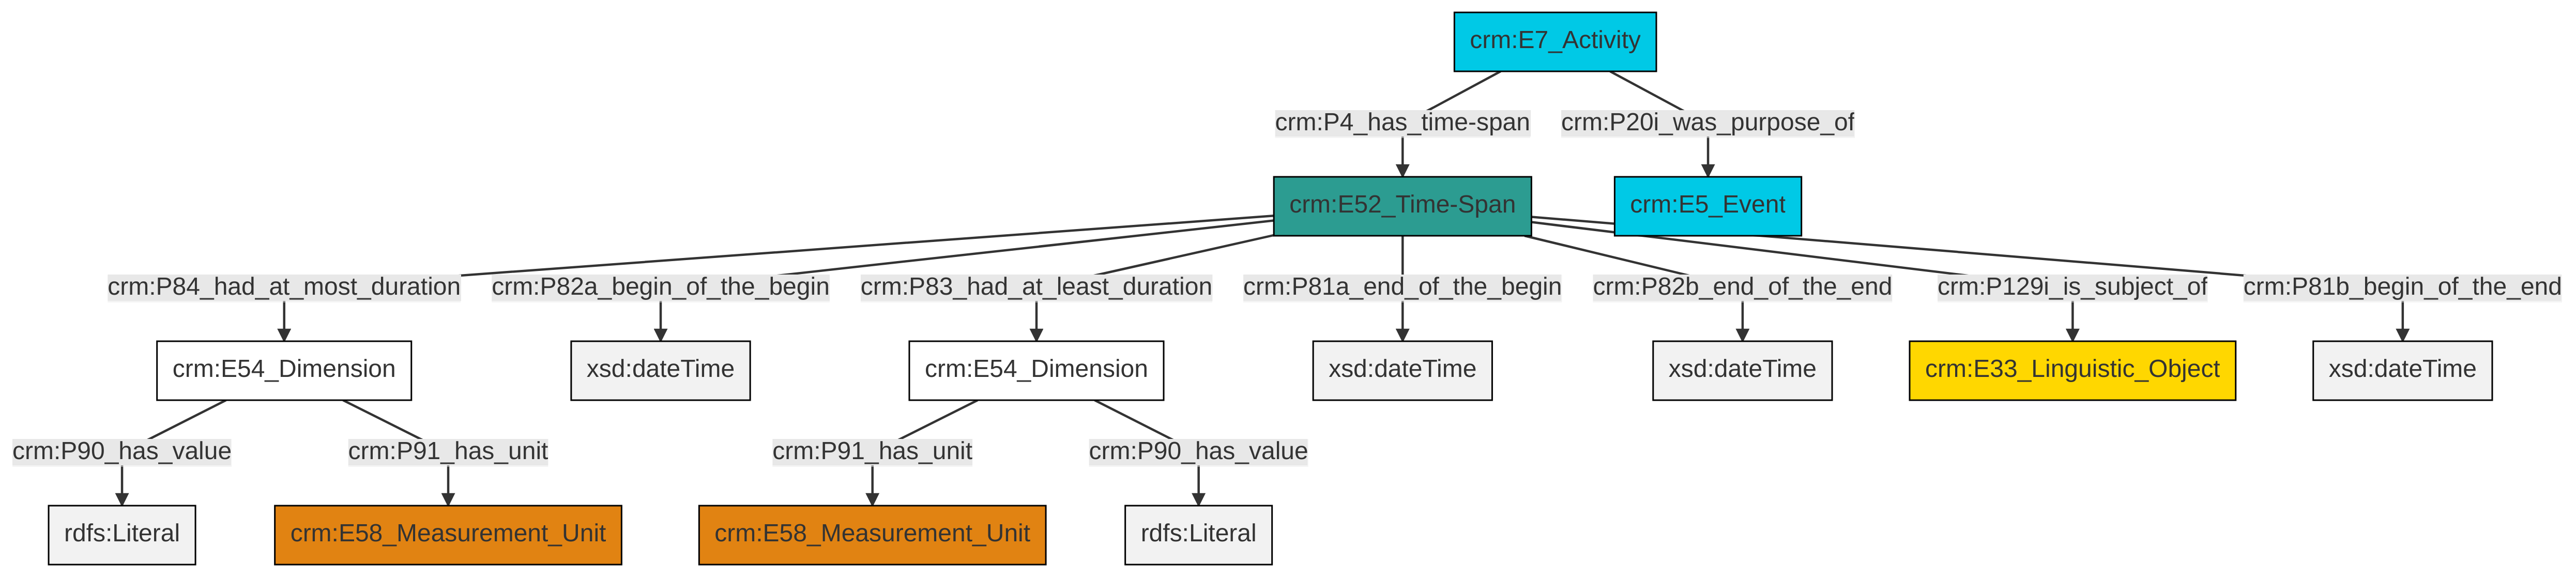 crm:E7_Activity
crm:P4_has_time-span
crm:P20i_was_purpose_of
crm:E52_Time-Span
crm:E5_Event
crm:P84_had_at_most_duration
crm:P82a_begin_of_the_begin
crm:P83_had_at_least_duration
crm:P81a_end_of_the_begin
crm:P82b_end_of_the_end
crm:P129i_is_subject_of
crm:P81b_begin_of_the_end
crm:E54_Dimension
xsd:dateTime
crm:E54_Dimension
xsd:dateTime
xsd:dateTime
crm:E33_Linguistic_Object
xsd:dateTime
crm:P90_has_value
crm:P91_has_unit
crm:P91_has_unit
crm:P90_has_value
rdfs:Literal
crm:E58_Measurement_Unit
crm:E58_Measurement_Unit
rdfs:Literal